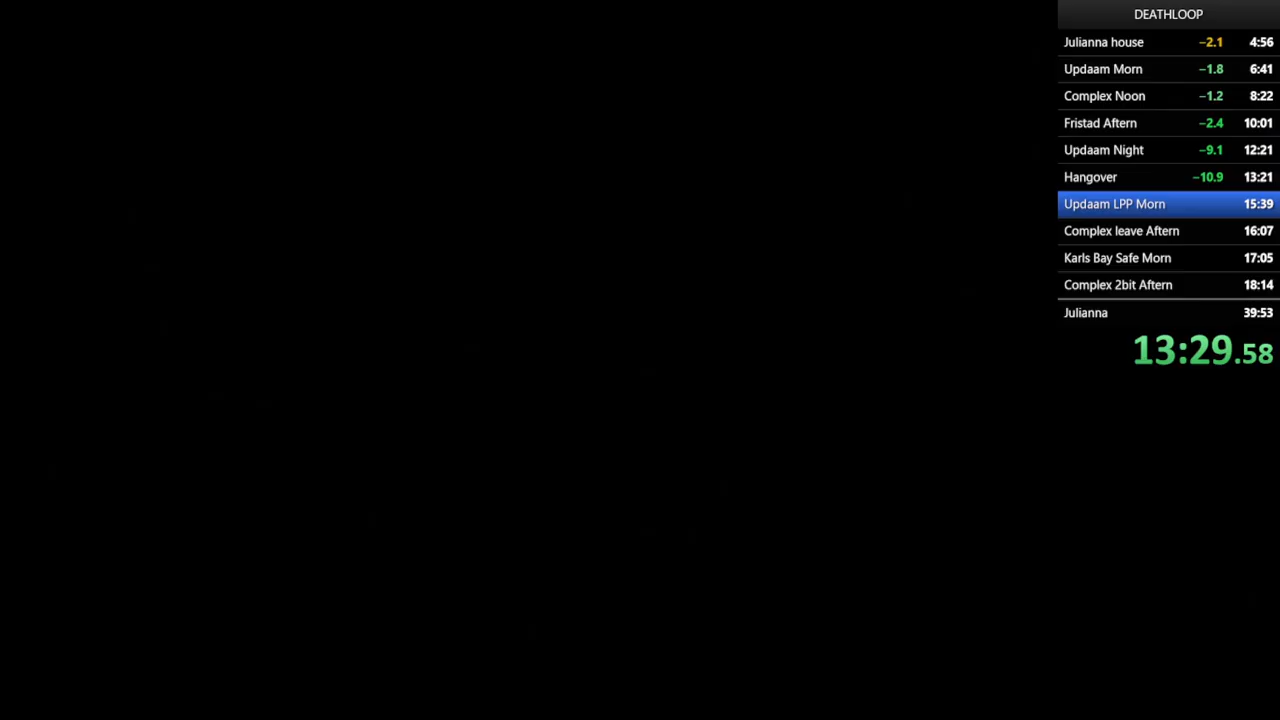 DEATHLOOP
Julianna house −2.1 4:56
Updaam Morn −1.8 6:41
Complex Noon −1.2 8:22
Fristad Aftern −2.4 10:01
Updaam Night −9.1 12:21
Hangover −10.9 13:21
Updaam LPP Morn 15:39
Complex leave Aftern 16:07
Karls Bay Safe Morn 17:05
Complex 2bit Aftern 18:14
Julianna 39:53
13:29.58